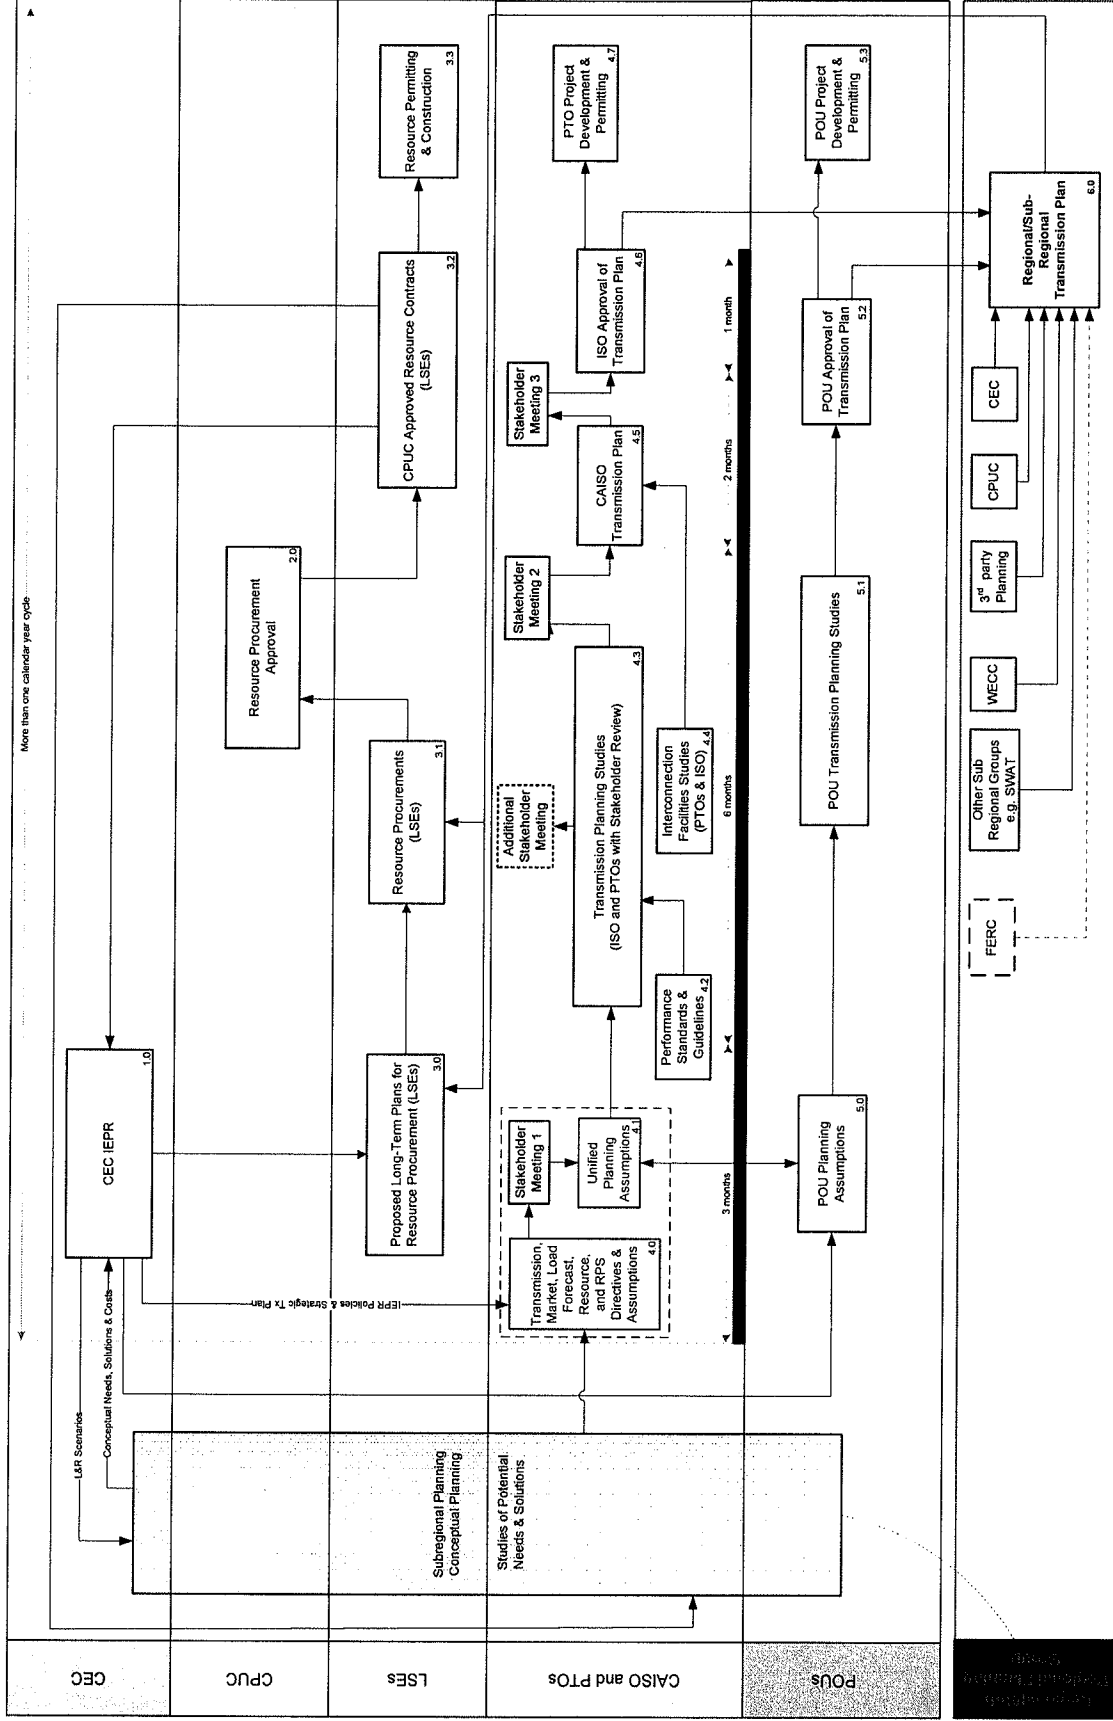 More than one calendar year cycle
CEC
CPUC
LSEs
CAISO and PTOs
POUs
L&R Scenarios
Conceptual Needs, Solutions & Costs
Subregional Planning
Conceptual Planning
Studies of Potential
Needs & Solutions
IEPR Policies & Strategic Tx Plan
CEC IEPR
1.0
Resource Procurement
Approval
2.0
Proposed Long-Term Plans for
Resource Procurement (LSEs)
3.0
Resource Procurements
(LSEs)
3.1
CPUC Approved Resource Contracts
(LSEs)
3.2
Resource Permitting
& Construction
3.3
Transmission,
Market, Load
Forecast,
Resource,
and RPS
Directives &
Assumptions
4.0
Stakeholder
Meeting 1
Unified
Planning
Assumptions
4.1
Performance
Standards &
Guidelines
4.2
Additional
Stakeholder
Meeting
Transmission Planning Studies
(ISO and PTOs with Stakeholder Review)
4.3
Interconnection
Facilities Studies
(PTOs & ISO)
4.4
Stakeholder
Meeting 2
CAISO
Transmission Plan
4.5
Stakeholder
Meeting 3
ISO Approval of
Transmission Plan
4.6
PTO Project
Development &
Permitting
4.7
3 months
6 months
2 months
1 month
POU Planning
Assumptions
5.0
POU Transmission Planning Studies
5.1
POU Approval of
Transmission Plan
5.2
POU Project
Development &
Permitting
5.3
FERC
Other Sub
Regional Groups
e.g. SWAT
WECC
3rd party
Planning
CPUC
CEC
Regional/Sub-
Regional
Transmission Plan
6.0